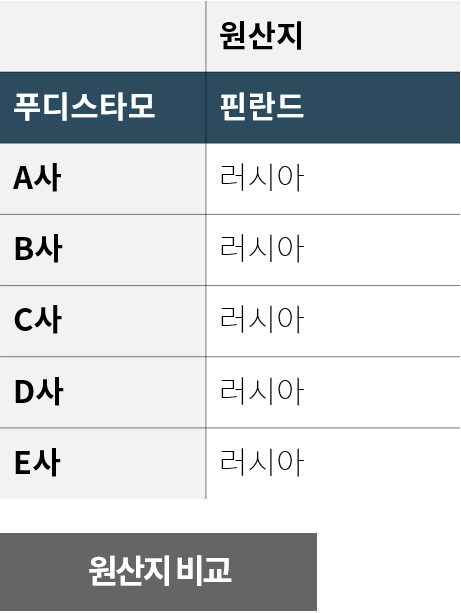 원산지
푸디스타모 핀란드
A사 러시아
B사 러시아
C사 러시아
D사 러시아
E사 러시아
원산지 비교